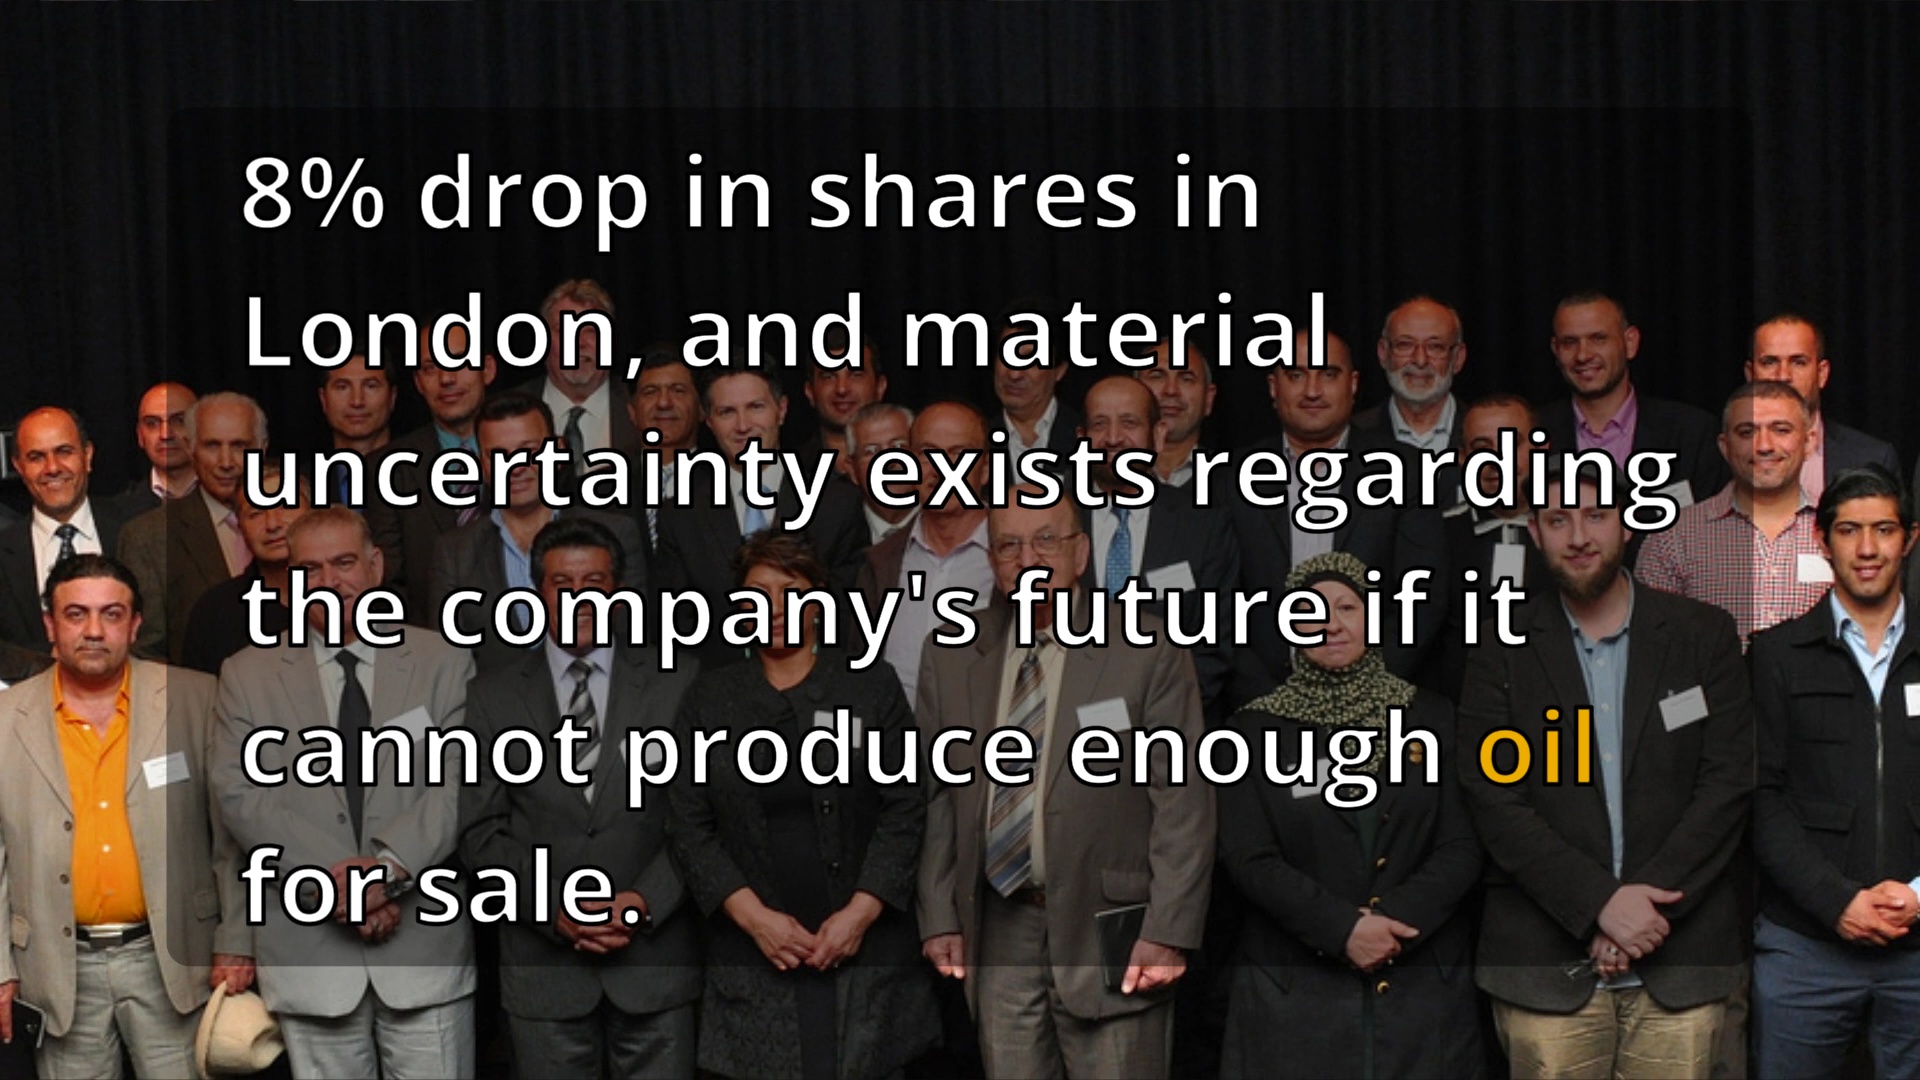 8% drop in shares in
London, and material
uncertainty exists regarding
the company's future if it
cannot produce enough oil
for sale.